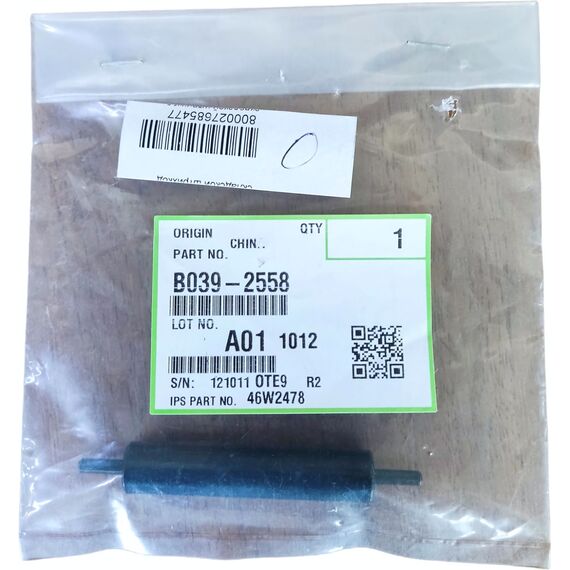 8000027685477
ORIGIN CHIN..
QTY 1
PART NO.
B039-2558
LOT NO.
A01 1012
S/N: 121011 OTE9 R2
IPS PART NO. 46W2478